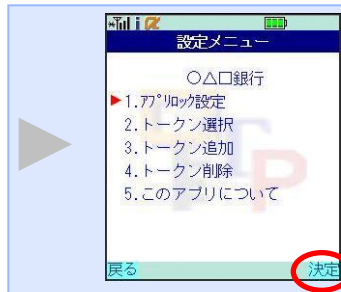 設定メニュー
○△□銀行
1.ｱﾌﾟﾘﾛｯｸ設定
2.トークン選択
3.トークン追加
4.トークン削除
5.このアプリについて
戻る 決定